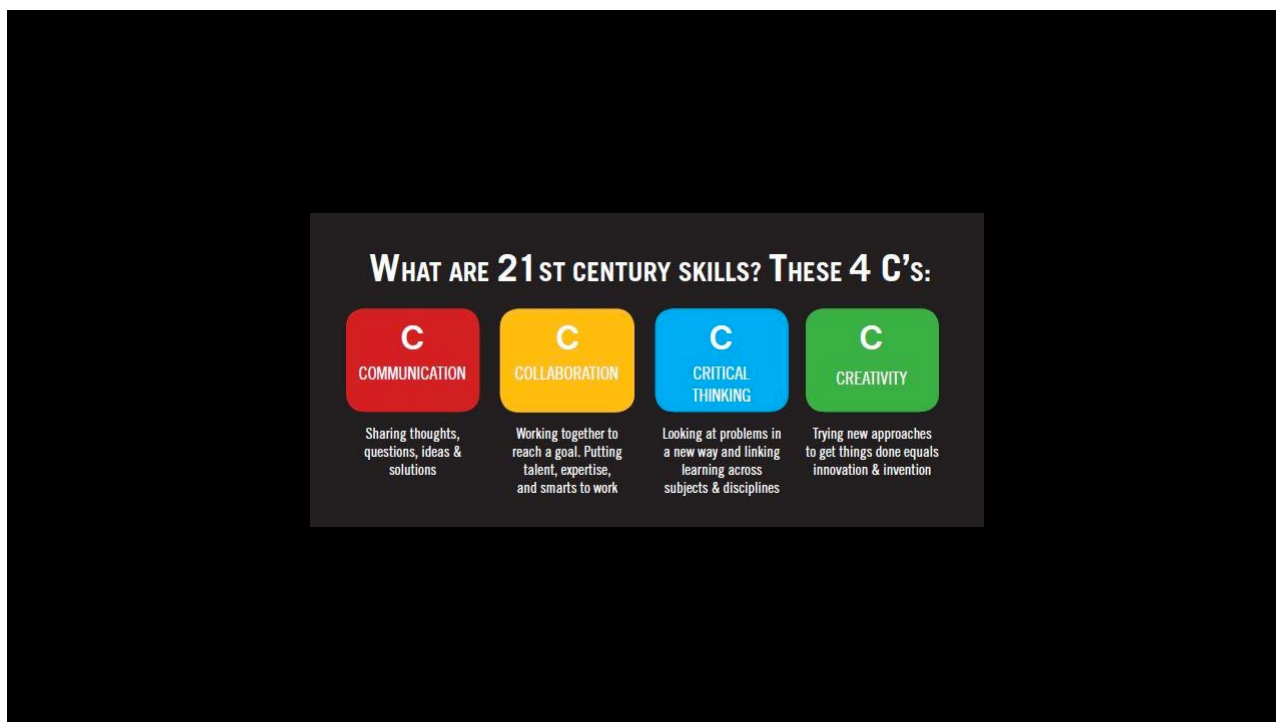 WHAT ARE 21ST CENTURY SKILLS? THESE 4 C'S:
C
COMMUNICATION
Sharing thoughts,
questions, ideas &
solutions
C
COLLABORATION
Working together to
reach a goal. Putting
talent, expertise,
and smarts to work
C
CRITICAL
THINKING
Looking at problems in
a new way and linking
learning across
subjects & disciplines
C
CREATIVITY
Trying new approaches
to get things done equals
innovation & invention